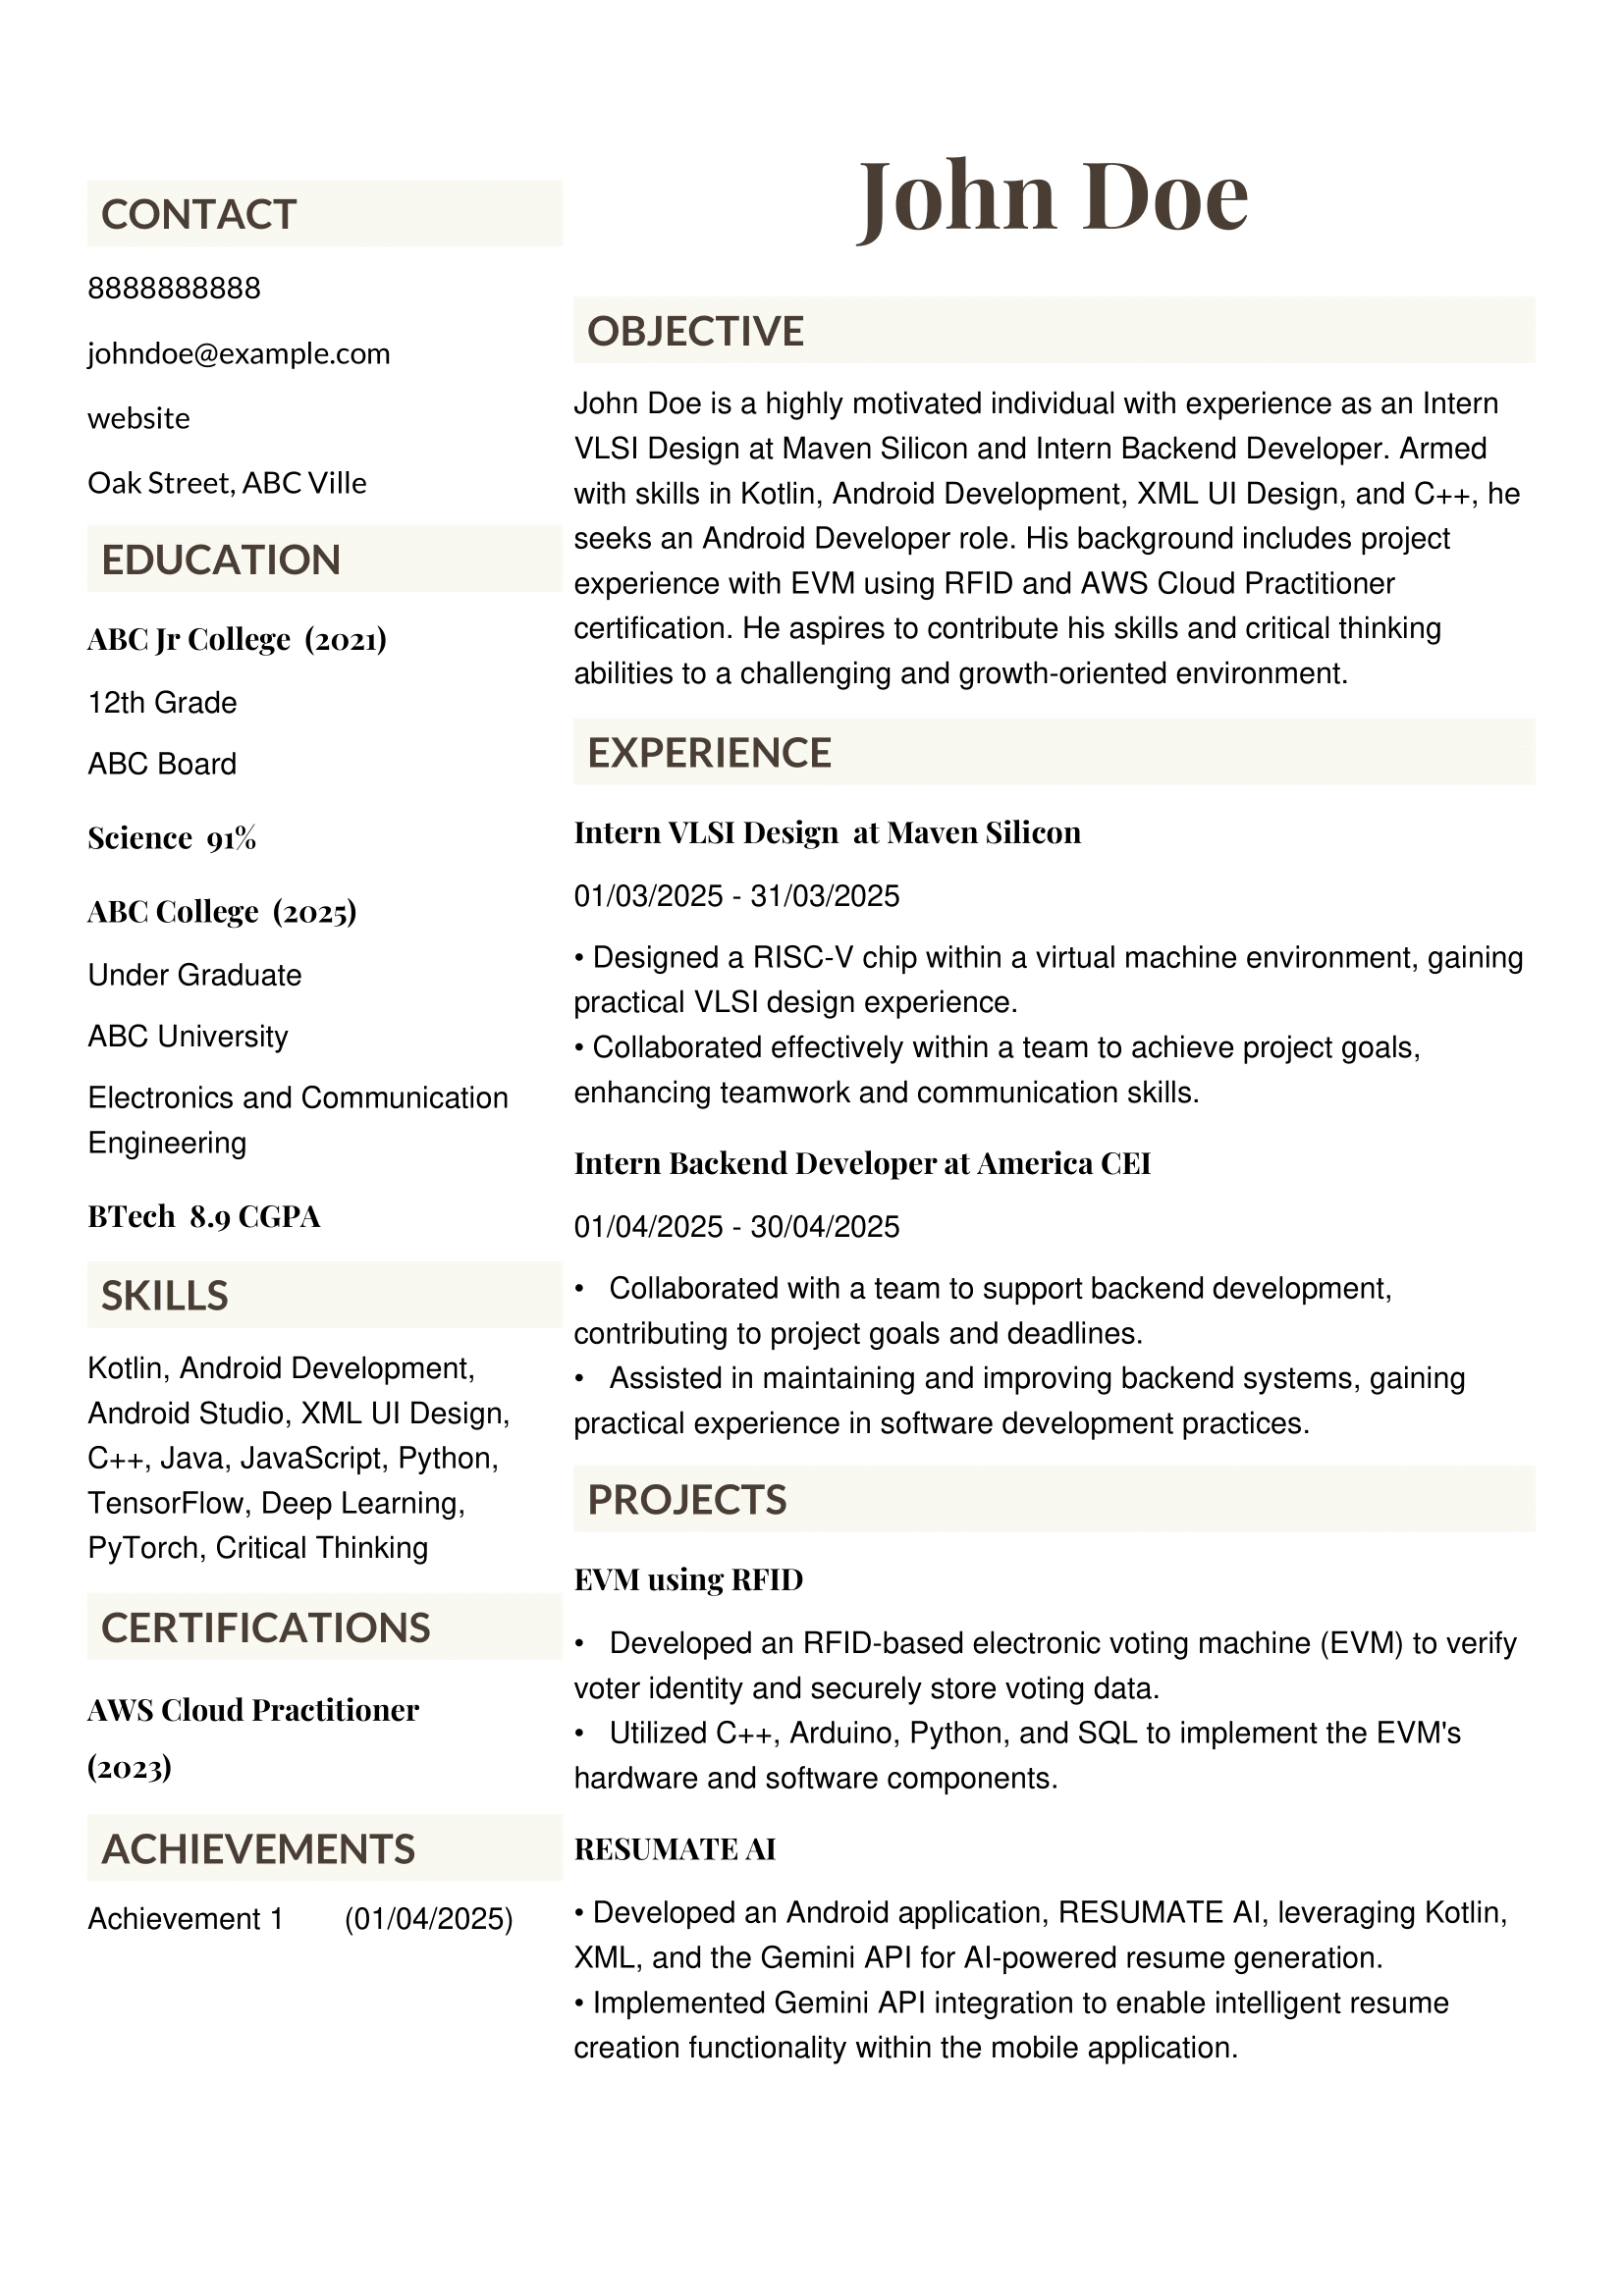 John Doe
CONTACT
8888888888
johndoe@example.com
website
Oak Street, ABC Ville
EDUCATION
ABC Jr College (2021)
12th Grade
ABC Board
Science 91%
ABC College (2025)
Under Graduate
ABC University
Electronics and Communication
Engineering
BTech 8.9 CGPA
SKILLS
Kotlin, Android Development,
Android Studio, XML UI Design,
C++, Java, JavaScript, Python,
TensorFlow, Deep Learning,
PyTorch, Critical Thinking
CERTIFICATIONS
AWS Cloud Practitioner
(2023)
ACHIEVEMENTS
Achievement 1 (01/04/2025)
OBJECTIVE
John Doe is a highly motivated individual with experience as an Intern
VLSI Design at Maven Silicon and Intern Backend Developer. Armed
with skills in Kotlin, Android Development, XML UI Design, and C++, he
seeks an Android Developer role. His background includes project
experience with EVM using RFID and AWS Cloud Practitioner
certification. He aspires to contribute his skills and critical thinking
abilities to a challenging and growth-oriented environment.
EXPERIENCE
Intern VLSI Design at Maven Silicon
01/03/2025 - 31/03/2025
• Designed a RISC-V chip within a virtual machine environment, gaining
practical VLSI design experience.
• Collaborated effectively within a team to achieve project goals,
enhancing teamwork and communication skills.
Intern Backend Developer at America CEI
01/04/2025 - 30/04/2025
• Collaborated with a team to support backend development,
contributing to project goals and deadlines.
• Assisted in maintaining and improving backend systems, gaining
practical experience in software development practices.
PROJECTS
EVM using RFID
• Developed an RFID-based electronic voting machine (EVM) to verify
voter identity and securely store voting data.
• Utilized C++, Arduino, Python, and SQL to implement the EVM's
hardware and software components.
RESUMATE AI
• Developed an Android application, RESUMATE AI, leveraging Kotlin,
XML, and the Gemini API for AI-powered resume generation.
• Implemented Gemini API integration to enable intelligent resume
creation functionality within the mobile application.